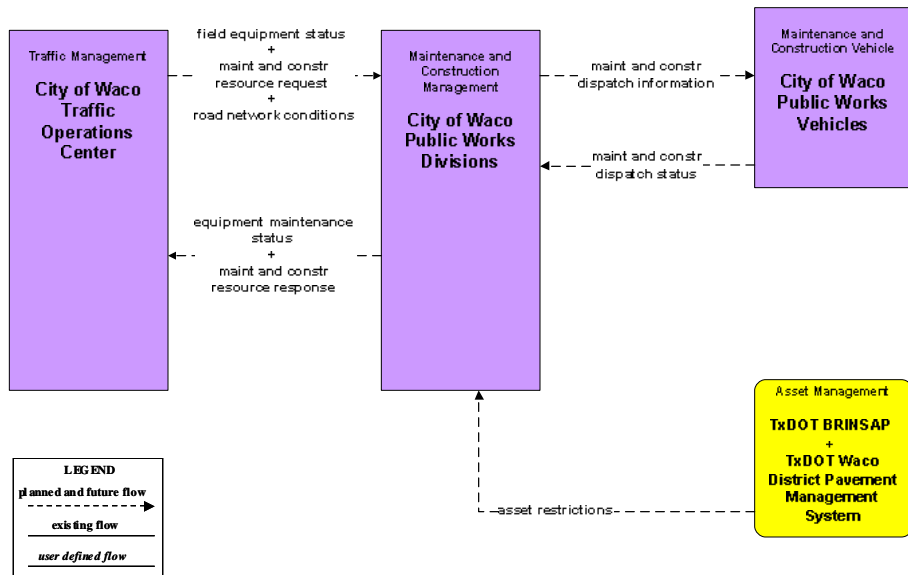 Traffic Management
City of Waco
Traffic
Operations
Center
field equipment status
+
maint and constr
resource request
+
road network conditions
equipment maintenance
status
+
maint and constr
resource response
Maintenance and
Construction
Management
City of Waco
Public Works
Divisions
maint and constr
dispatch information
maint and constr
dispatch status
Maintenance and
Construction Vehicle
City of Waco
Public Works
Vehicles
Asset Management
TxDOT BRINSAP
+
TxDOT Waco
District Pavement
Management
System
asset restrictions
LEGEND
planned and future flow
existing flow
user defined flow